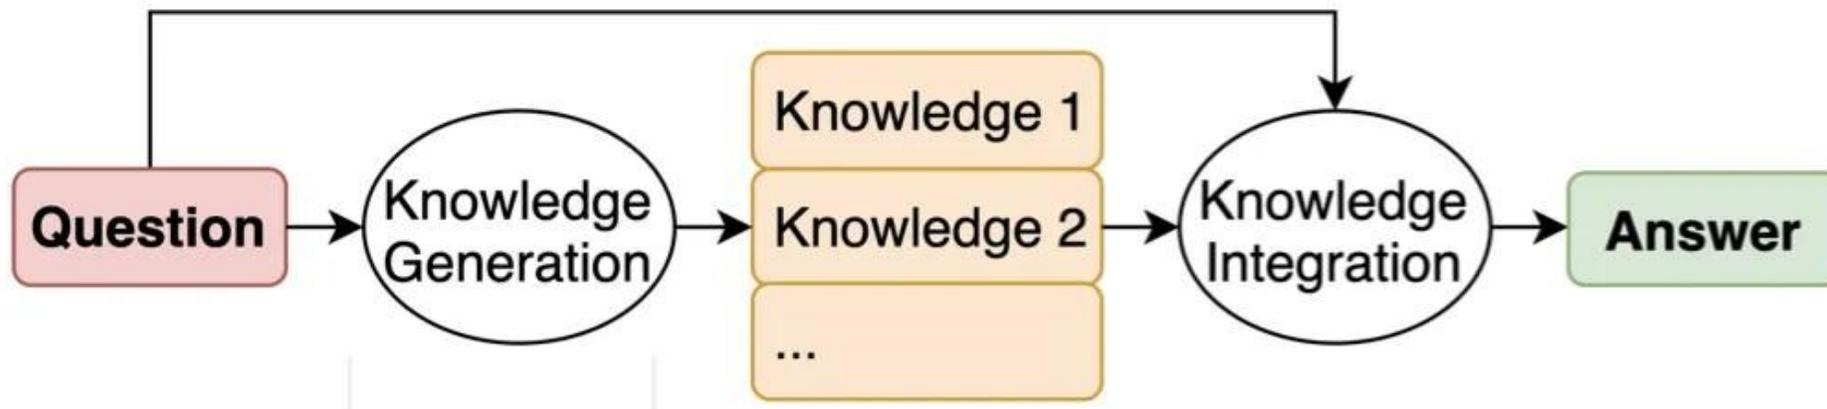 Question
Knowledge
Generation
Knowledge 1
Knowledge 2
...
Knowledge
Integration
Answer